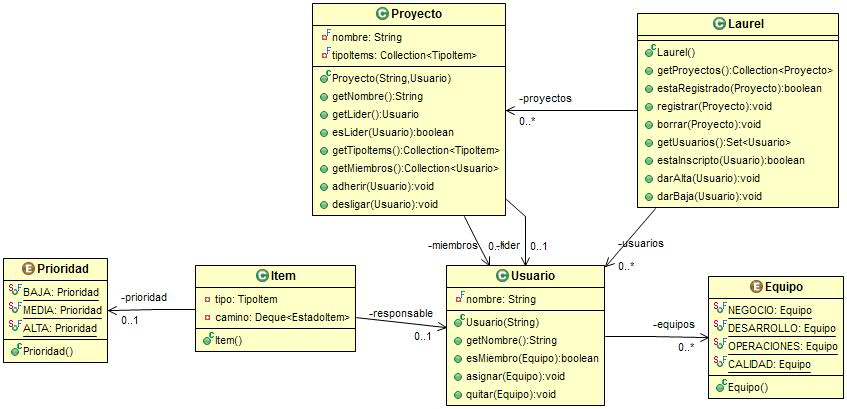 Proyecto
nombre: String
tipoItems: Collection<TipoItem>
Proyecto(String,Usuario)
getNombre():String
getLider():Usuario
esLider(Usuario):boolean
getTipoItems():Collection<TipoItem>
getMiembros():Collection<Usuario>
adherir(Usuario):void
desligar(Usuario):void
Laurel
Laurel()
getProyectos():Collection<Proyecto>
estaRegistrado(Proyecto):boolean
registrar(Proyecto):void
borrar(Proyecto):void
getUsuarios():Set<Usuario>
estaInscripto(Usuario):boolean
darAlta(Usuario):void
darBaja(Usuario):void
-proyectos
0..*
-miembros
-lider
0..1
-usuarios
0..*
Prioridad
BAJA: Prioridad
MEDIA: Prioridad
ALTA: Prioridad
Prioridad()
-prioridad
0..1
Item
tipo: TipoItem
camino: Deque<EstadoItem>
Item()
-responsable
0..1
Usuario
nombre: String
Usuario(String)
getNombre():String
esMiembro(Equipo):boolean
asignar(Equipo):void
quitar(Equipo):void
-equipos
0..*
Equipo
NEGOCIO: Equipo
DESARROLLO: Equipo
OPERACIONES: Equipo
CALIDAD: Equipo
Equipo()